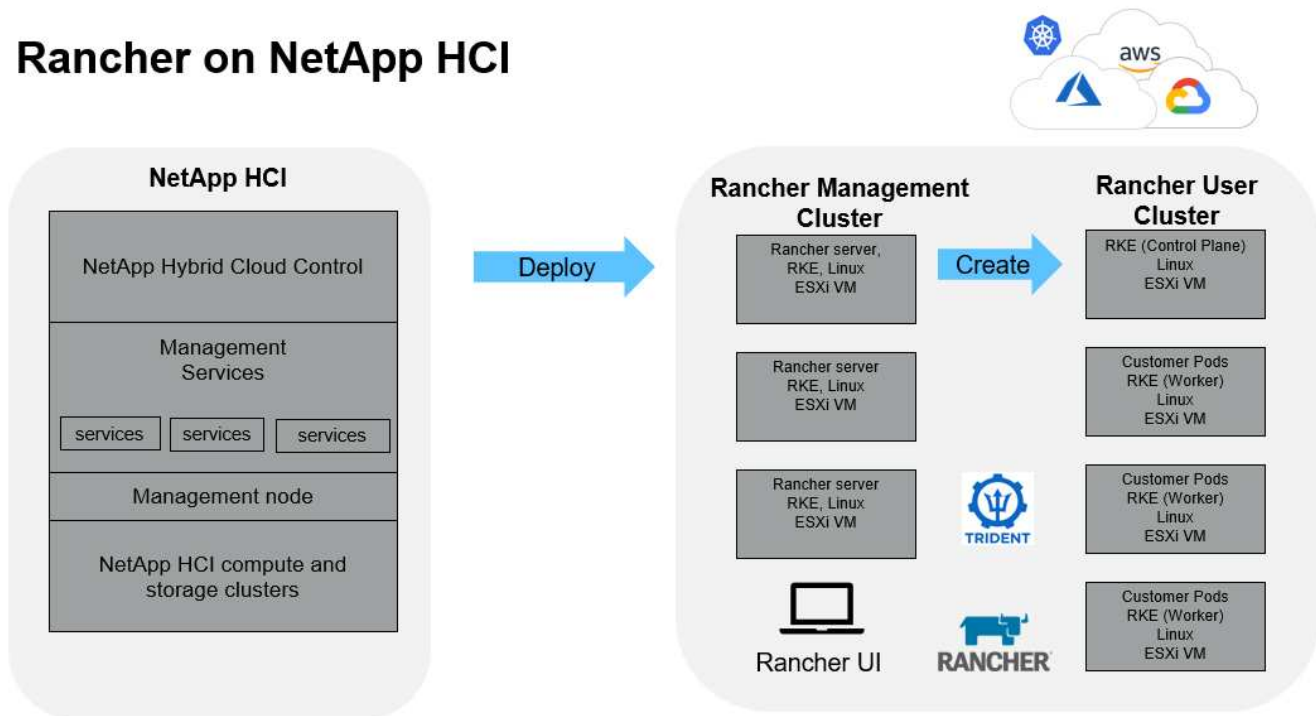 Rancher on NetApp HCI
aws
NetApp HCI
NetApp Hybrid Cloud Control
Management
Services
services
services
services
Management node
NetApp HCI compute and
storage clusters
Deploy
Rancher Management
Cluster
Rancher server,
RKE, Linux
ESXi VM
Rancher server
RKE, Linux
ESXi VM
Rancher server
RKE, Linux
ESXi VM
Rancher UI
Create
TRIDENT
RANCHER
Rancher User
Cluster
RKE (Control Plane)
Linux
ESXi VM
Customer Pods
RKE (Worker)
Linux
ESXi VM
Customer Pods
RKE (Worker)
Linux
ESXi VM
Customer Pods
RKE (Worker)
Linux
ESXi VM